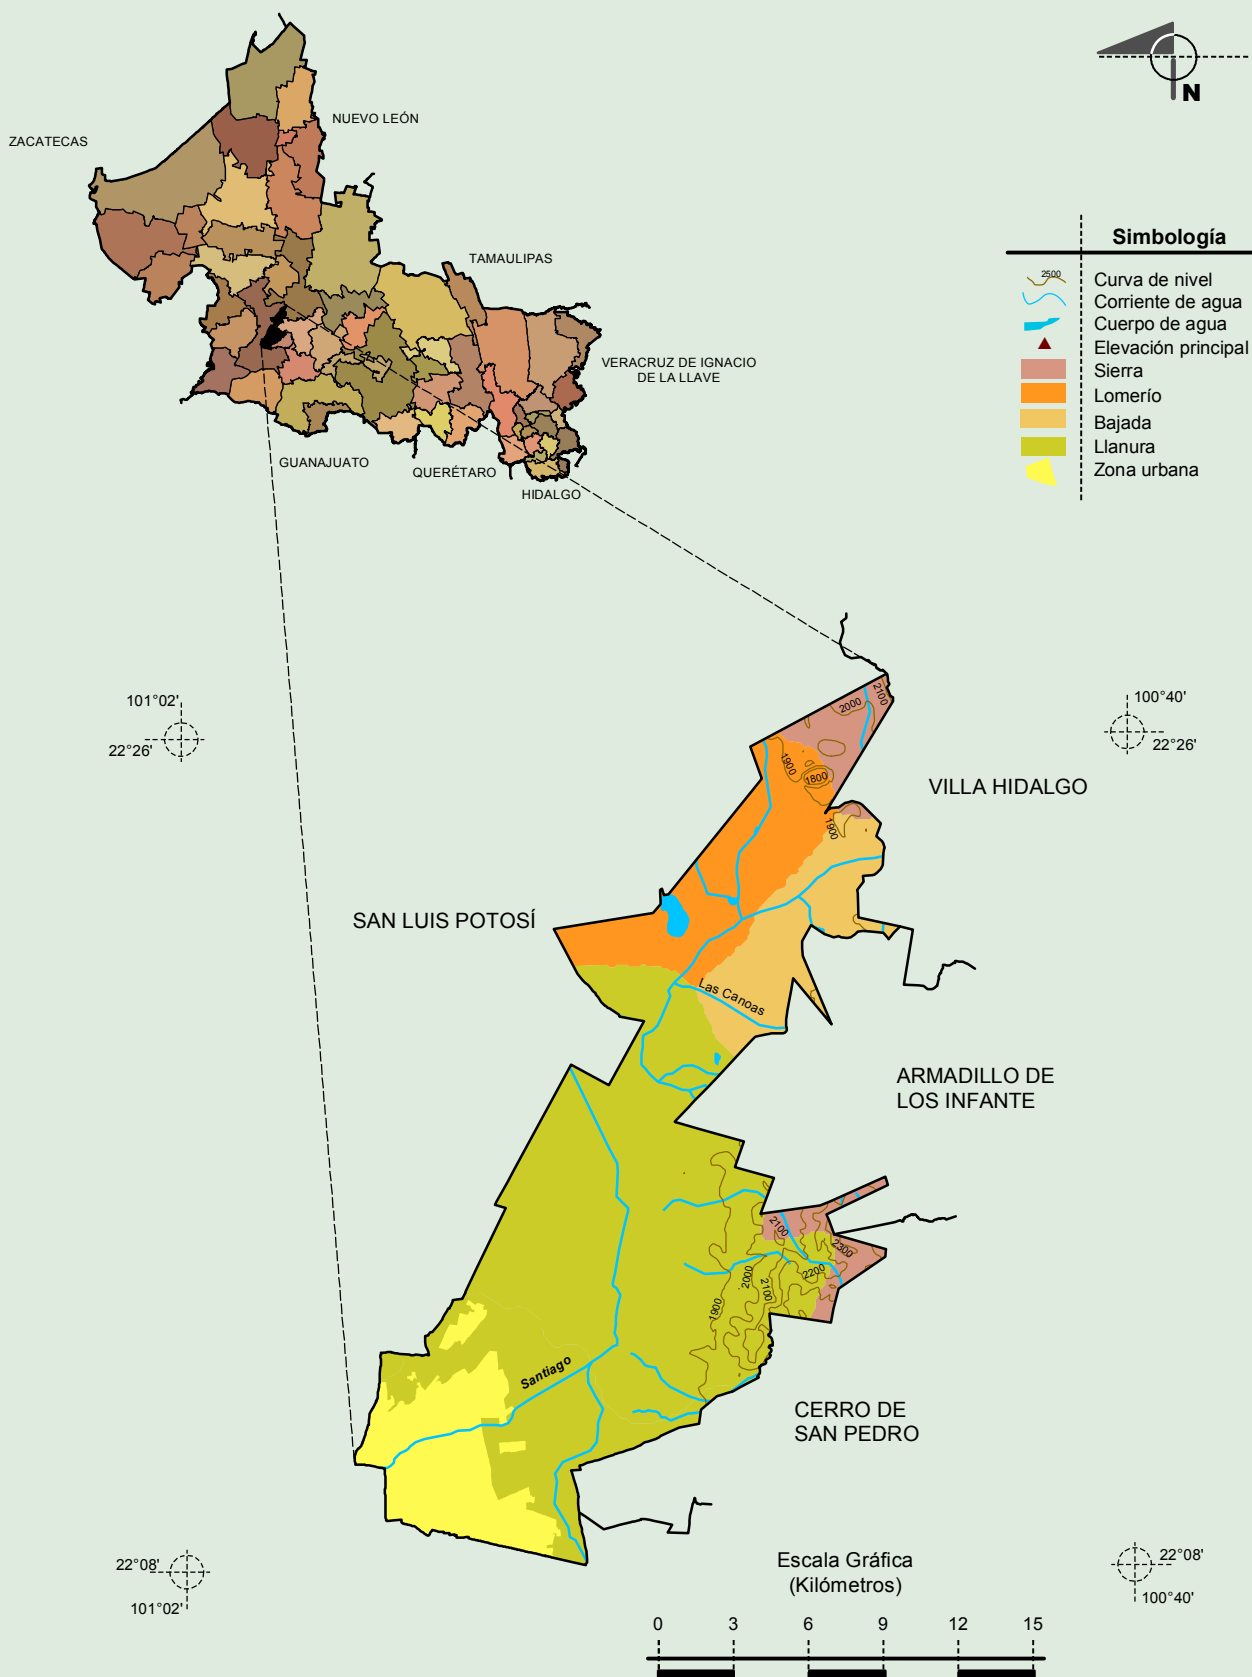 N
ZACATECAS
NUEVO LEÓN
TAMAULIPAS
VERACRUZ DE IGNACIO
DE LA LLAVE
GUANAJUATO
QUERÉTARO
HIDALGO
Simbología
2500
Curva de nivel
Corriente de agua
Cuerpo de agua
Elevación principal
Sierra
Lomerío
Bajada
Llanura
Zona urbana
101°02'
22°26'
100°40'
22°26'
2100
2000
1900
1800
1900
VILLA HIDALGO
SAN LUIS POTOSÍ
Las Canoas
ARMADILLO DE
LOS INFANTE
2100
2300
2200
2000
2100
1900
Santiago
CERRO DE
SAN PEDRO
22°08'
101°02'
22°08'
100°40'
Escala Gráfica
(Kilómetros)
0 3 6 9 12 15